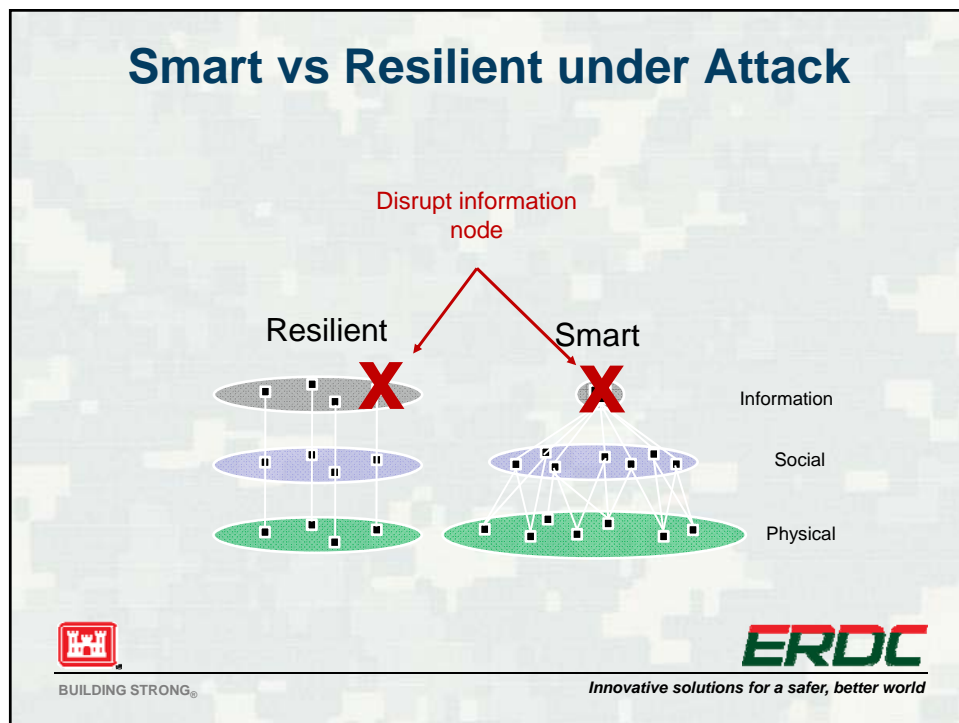 Smart vs Resilient under Attack
Disrupt information
node
Resilient
Smart
X
X
Information
Social
Physical
BUILDING STRONG®
ERDC
Innovative solutions for a safer, better world